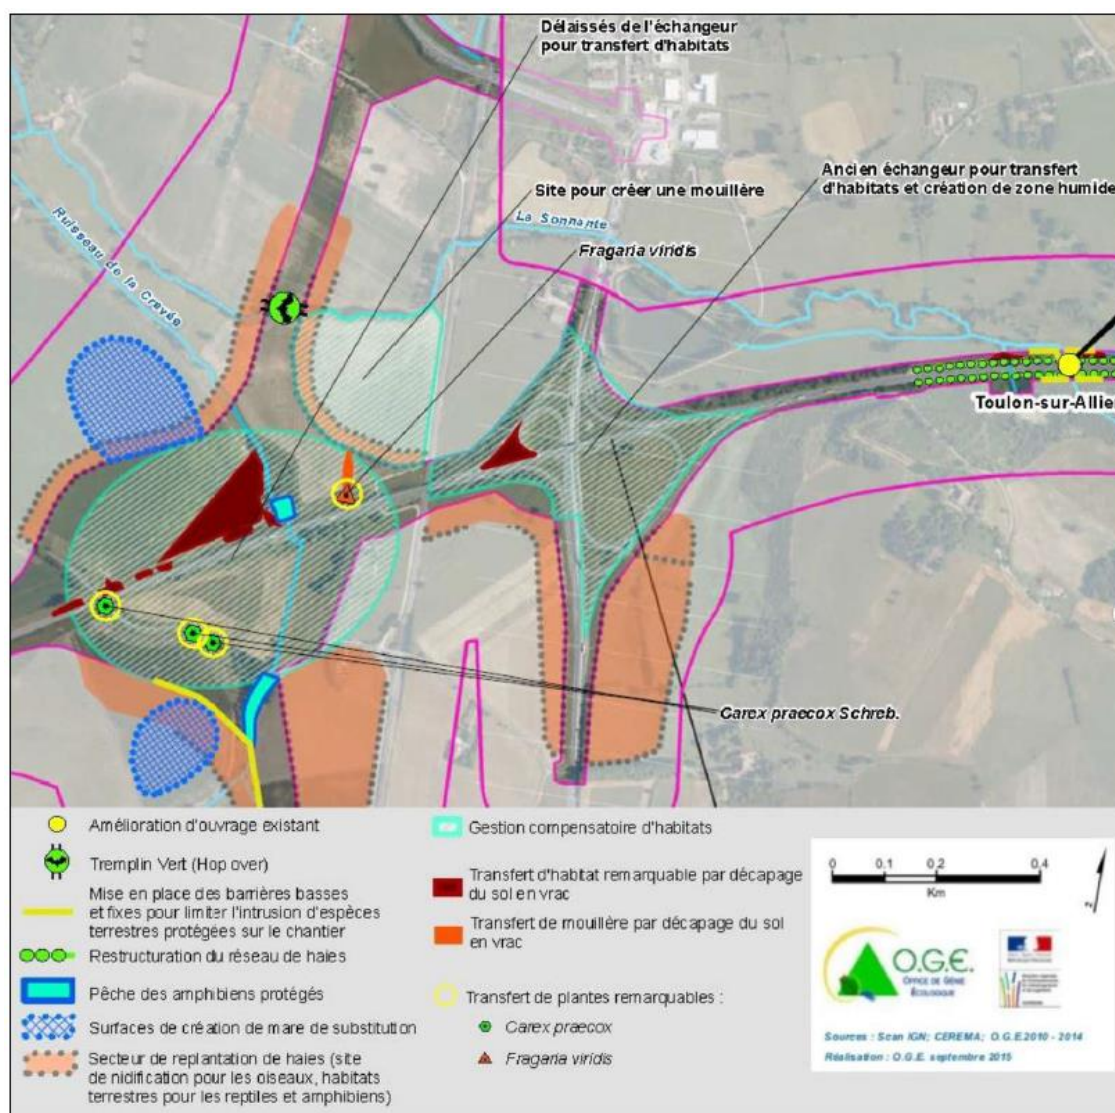 Délaissés de l'échangeur
pour transfert d'habitats
Ancien échangeur pour transfert
d'habitats et création de zone humide
Site pour créer une mouillère
La Sonnante
Fragaria viridis
Ruisseau de la Crevée
Toulon-sur-Allier
Carex praecox Schreb.
Amélioration d'ouvrage existant
Tremplin Vert (Hop over)
Mise en place des barrières basses
et fixes pour limiter l'intrusion d'espèces
terrestres protégées sur le chantier
Restructuration du réseau de haies
Pêche des amphibiens protégés
Surfaces de création de mare de substitution
Secteur de replantation de haies (site
de nidification pour les oiseaux, habitats
terrestres pour les reptiles et amphibiens)
Gestion compensatoire d'habitats
Transfert d'habitat remarquable par décapage
du sol en vrac
Transfert de mouillère par décapage du sol
en vrac
Transfert de plantes remarquables :
Carex praecox
Fragaria viridis
0 0.1 0.2 0.4
Km
N
O.G.E.
OFFICE DE GÉNIE
ÉCOLOGIQUE
Sources : Scan IGN; CEREMA; O.G.E 2010 - 2014
Réalisation : O.G.E. septembre 2015